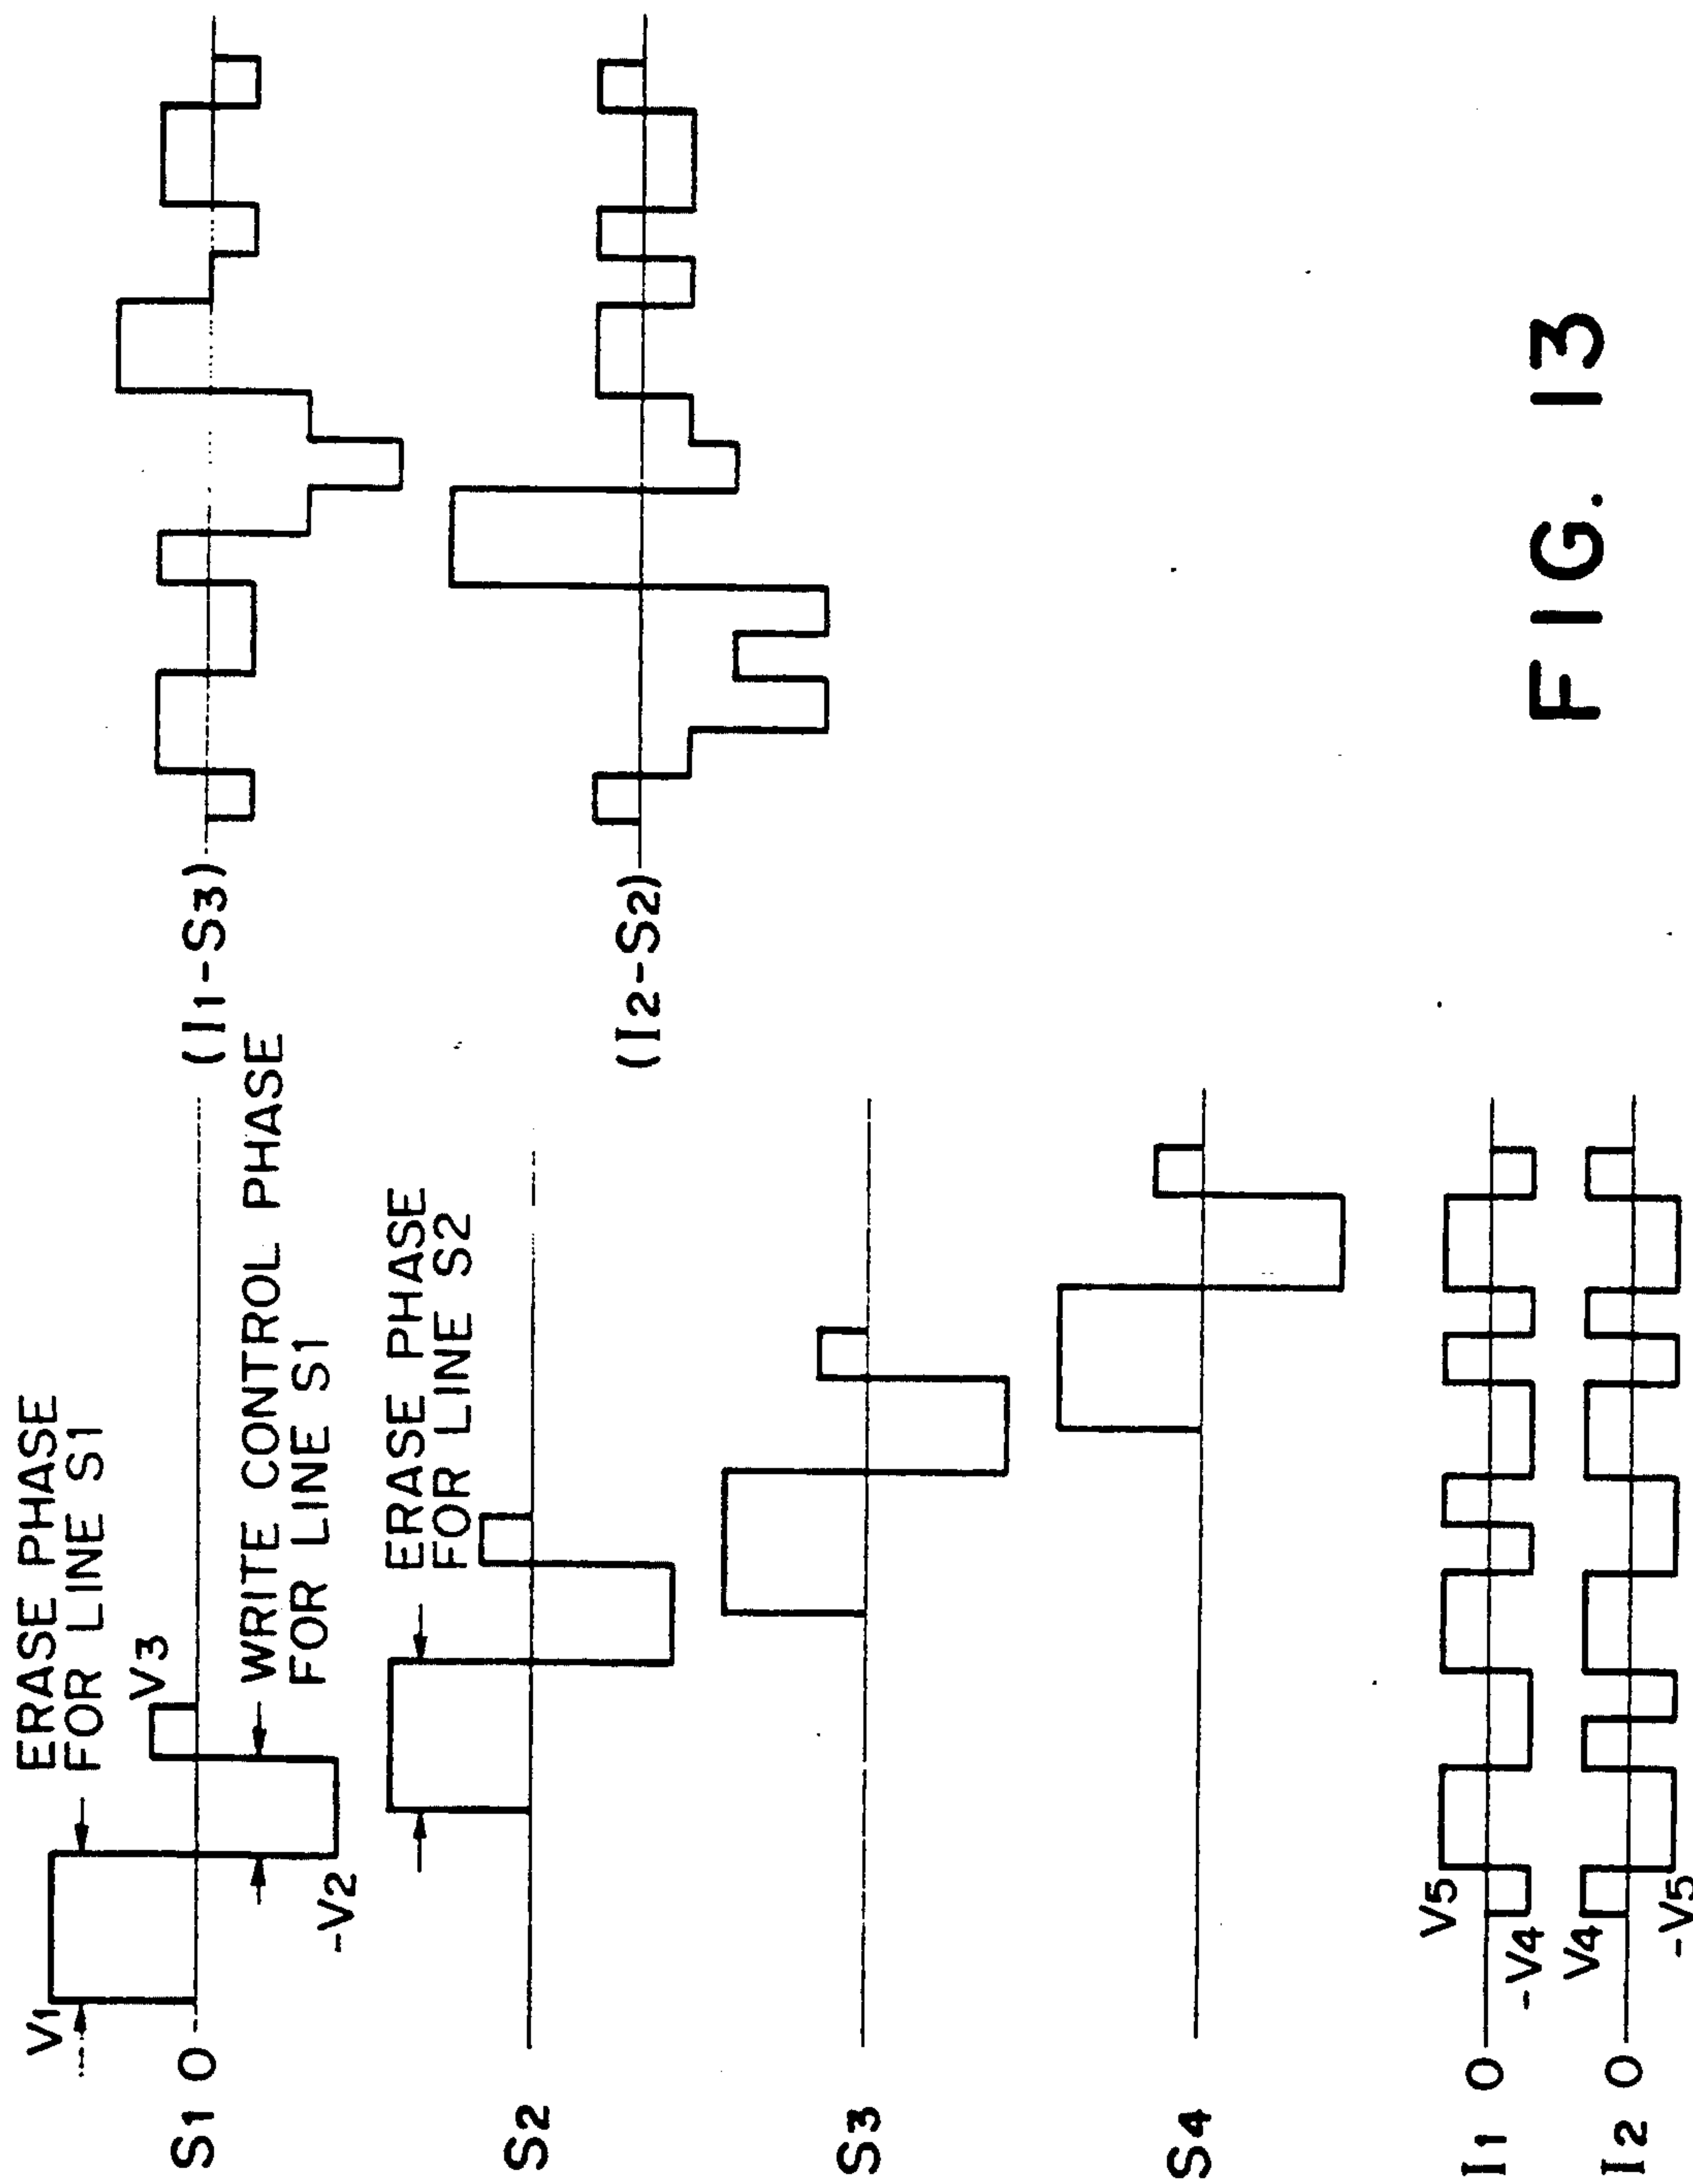 ERASE PHASE
FOR LINE S1
V1
V3
S1 0
WRITE CONTROL PHASE
FOR LINE S1
-V2
ERASE PHASE
FOR LINE S2
S2
S3
S4
V5
I1 0
-V4
V4
I2 0
-V5
(I1-S3)
(I2-S2)
FIG. 13